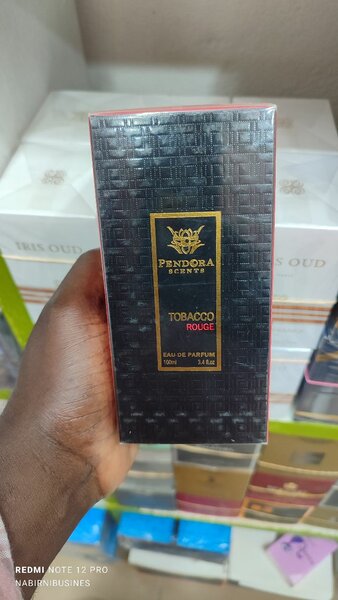 IRIS OUD
IRIS OUD
PENDORA
SCENTS
TOBACCO
ROUGE
EAU DE PARFUM
100ml 3.4 fl.oz
REDMI NOTE 12 PRO
NABIRNIBUSINES